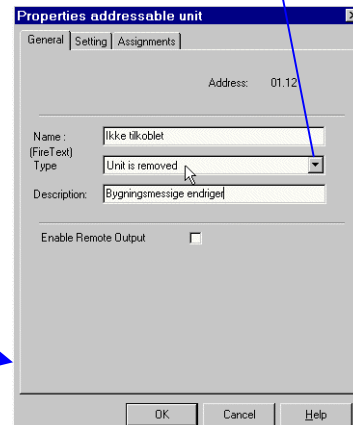 Properties addressable unit
General Setting Assignments
Address: 01.12
Name : Ikke tilkoblet
(FireText)
Type Unit is removed
Description: Bygningsmessige endriger
Enable Remote Output
OK Cancel Help